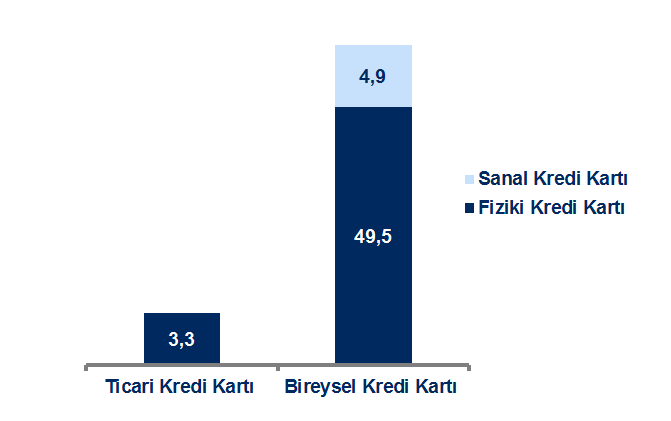 4,9
Sanal Kredi Kartı
Fiziki Kredi Kartı
49,5
3,3
Ticari Kredi Kartı
Bireysel Kredi Kartı